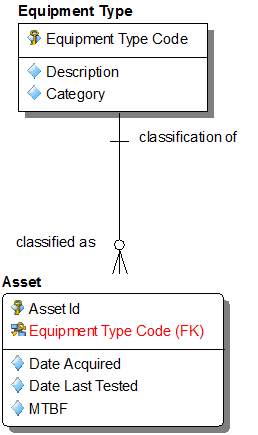 Equipment Type
Equipment Type Code
Description
Category
classification of
classified as
Asset
Asset Id
Equipment Type Code (FK)
Date Acquired
Date Last Tested
MTBF